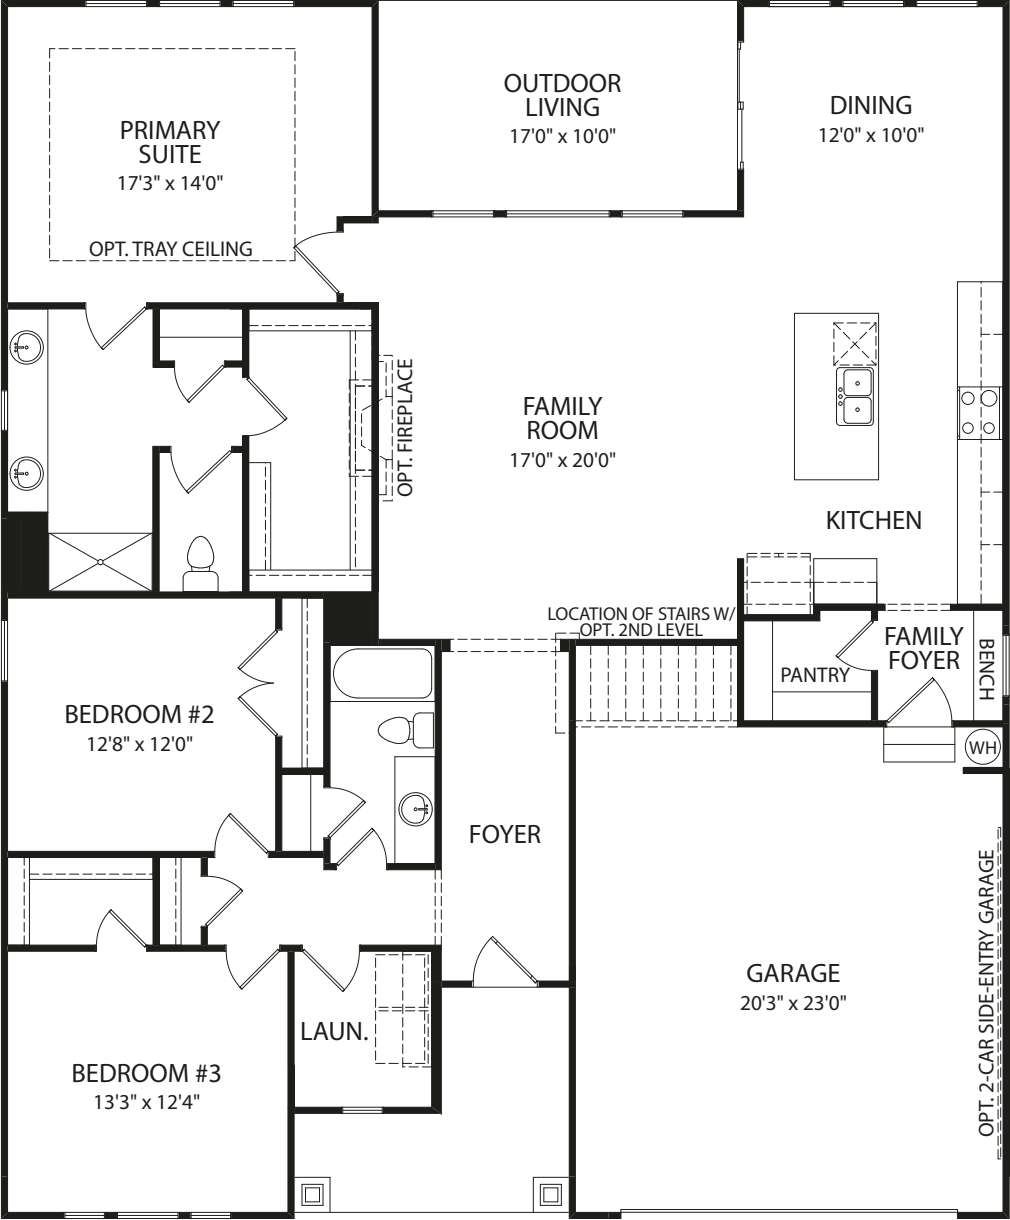 PRIMARY
SUITE
17'3" x 14'0"
OPT. TRAY CEILING
OUTDOOR
LIVING
17'0" x 10'0"
DINING
12'0" x 10'0"
OPT. FIREPLACE
FAMILY
ROOM
17'0" x 20'0"
KITCHEN
LOCATION OF STAIRS W/
OPT. 2ND LEVEL
PANTRY
FAMILY
FOYER
BENCH
WH
BEDROOM #2
12'8" x 12'0"
FOYER
GARAGE
20'3" x 23'0"
OPT. 2-CAR SIDE-ENTRY GARAGE
LAUN.
BEDROOM #3
13'3" x 12'4"